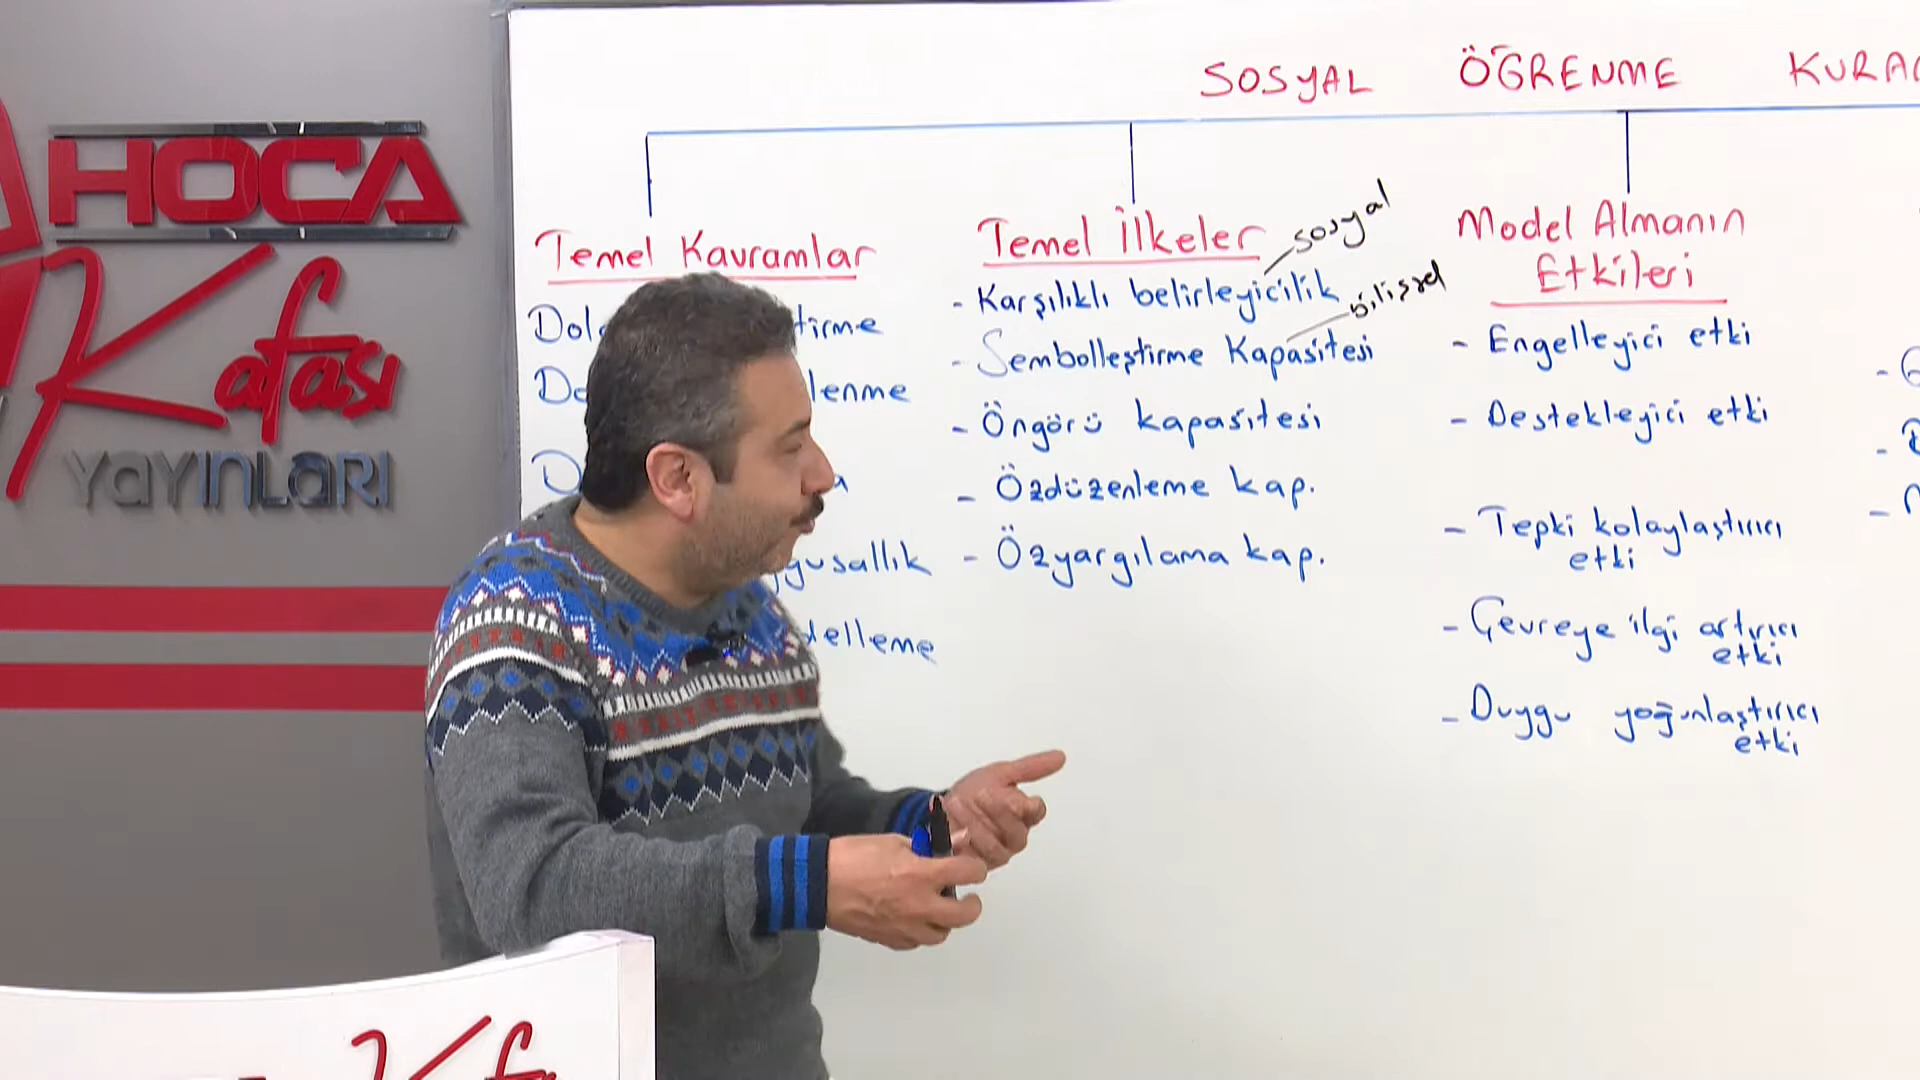 HOCA
Kafası
YAYINLARI
SOSYAL ÖĞRENME
Temel Kavramlar
lenme
Temel İlkeler
sosyal
- Karşılıklı belirleyicilik
bilişsel
- Sembolleştirme Kapasitesi
- Öngörü kapasitesi
- Özdüzenleme kap.
- Özyargılama kap.
Model Almanın
Etkileri
- Engelleyici etki
- Destekleyici etki
- Tepki kolaylaştırıcı
etki
- Çevreye ilgi artırıcı
etki
- Duygu yoğunlaştırıcı
etki